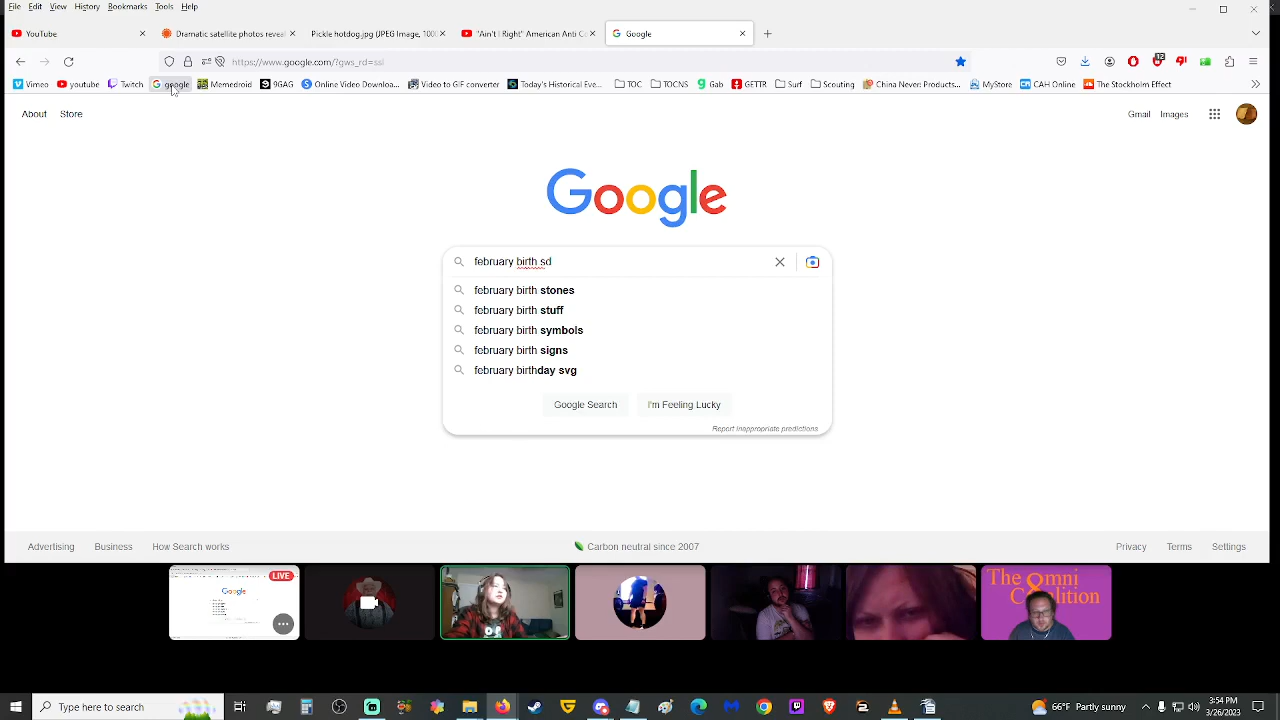 File Edit View History Bookmarks Tools Help
YouTube
Dramatic satellite photos reveal
Pickle hotdog.jpg (JPEG Image, 100
"Ain't I Right" American Anti Co
Google
https://www.google.com/?gws_rd=ssl
12
Vimeo youtube Twitch google Memedroid 9GAG Online Video Downloa... Video to GIF converter Today's Historical Eve... TOC TOCNS Gab GETTR Surf Scouting China Never: Products... MyStore CAH Online The Stockholm Effect
About Store
Gmail Images
Google
february birth sd
february birth stones
february birth stuff
february birth symbols
february birth signs
february birthday svg
Google Search I'm Feeling Lucky
Report inappropriate predictions
Advertising Business How Search works
Carbon neutral since 2007
Privacy Terms Settings
LIVE
Google
The Omni
Coalition
Type here to search
66°F Partly sunny
3:54 PM
3/26/2023